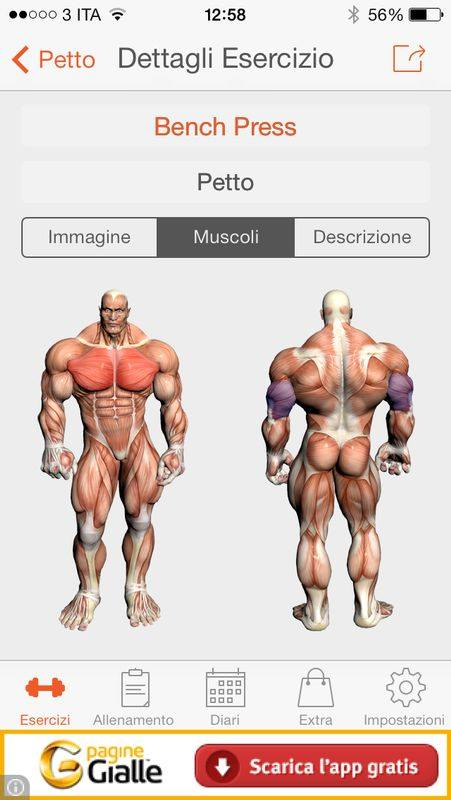 3 ITA 12:58 56%
Petto Dettagli Esercizio
Bench Press
Petto
Immagine Muscoli Descrizione
Esercizi Allenamento Diari Extra Impostazioni
pagine
Gialle
Scarica l'app gratis